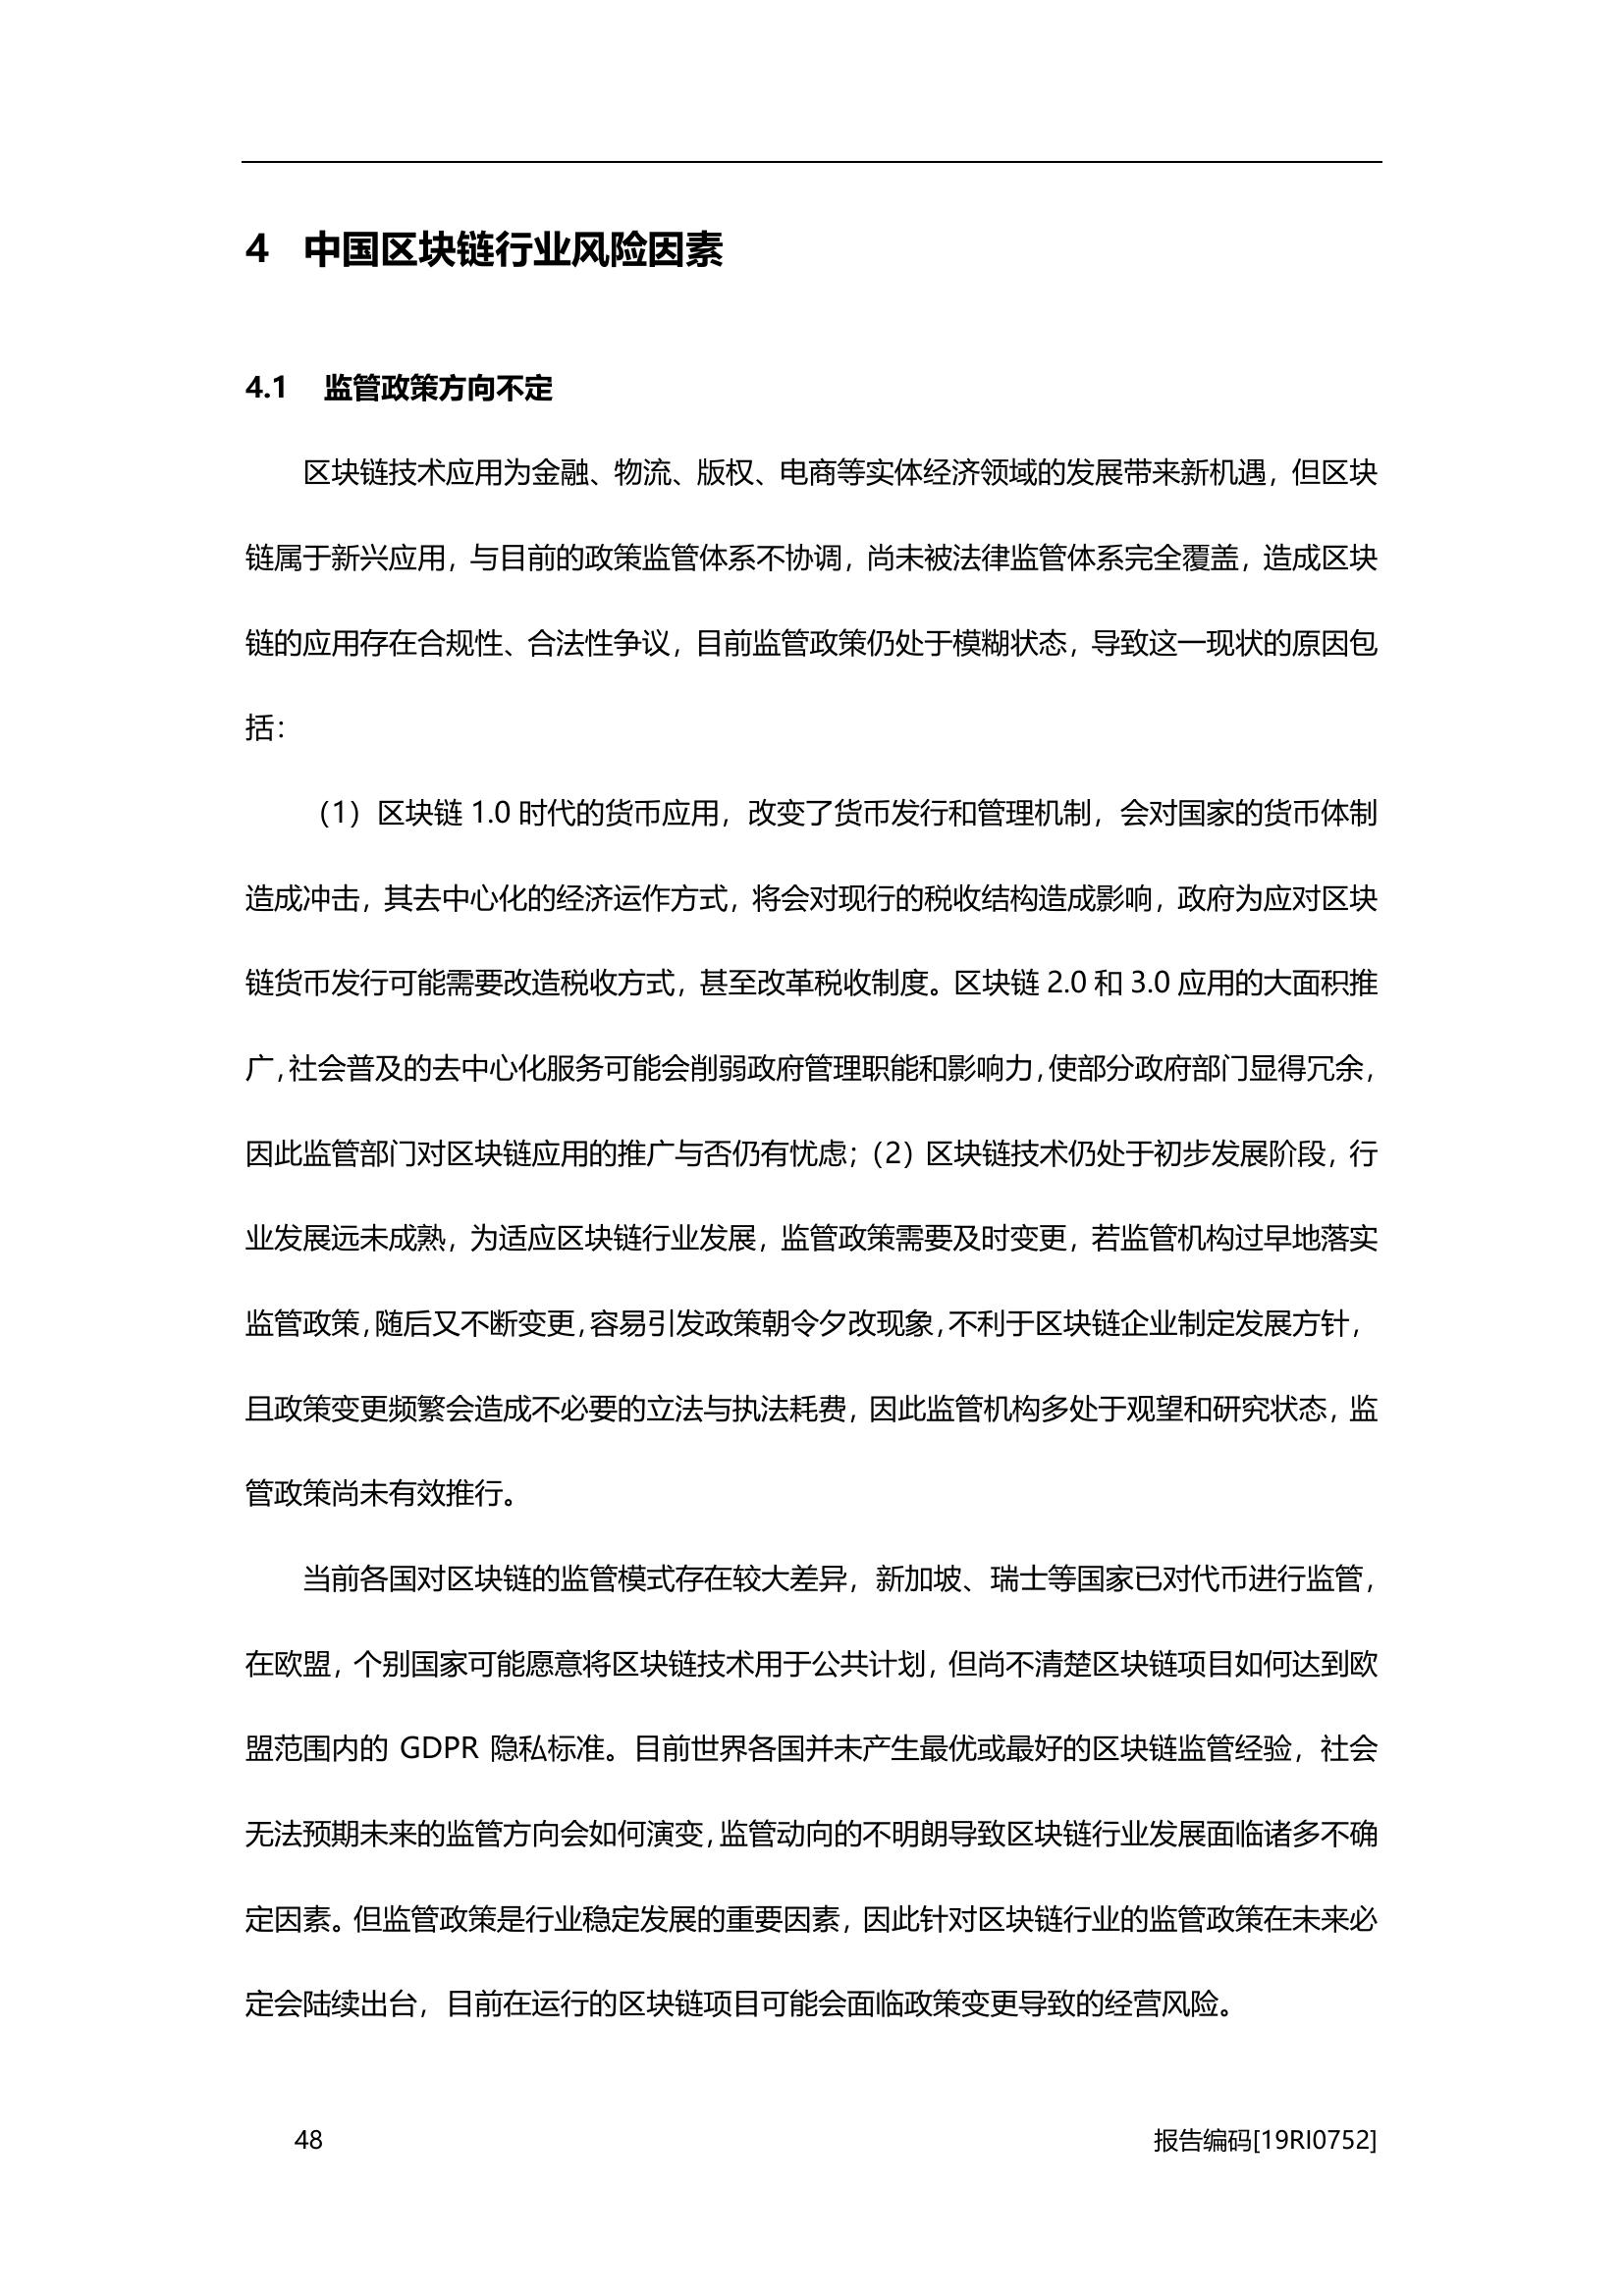 4 中国区块链行业风险因素
4.1 监管政策方向不定
区块链技术应用为金融、物流、版权、电商等实体经济领域的发展带来新机遇，但区块
链属于新兴应用，与目前的政策监管体系不协调，尚未被法律监管体系完全覆盖，造成区块
链的应用存在合规性、合法性争议，目前监管政策仍处于模糊状态，导致这一现状的原因包
括：
（1）区块链 1.0 时代的货币应用，改变了货币发行和管理机制，会对国家的货币体制
造成冲击，其去中心化的经济运作方式，将会对现行的税收结构造成影响，政府为应对区块
链货币发行可能需要改造税收方式，甚至改革税收制度。区块链 2.0 和 3.0 应用的大面积推
广，社会普及的去中心化服务可能会削弱政府管理职能和影响力，使部分政府部门显得冗余，
因此监管部门对区块链应用的推广与否仍有忧虑；（2）区块链技术仍处于初步发展阶段，行
业发展远未成熟，为适应区块链行业发展，监管政策需要及时变更，若监管机构过早地落实
监管政策，随后又不断变更，容易引发政策朝令夕改现象，不利于区块链企业制定发展方针，
且政策变更频繁会造成不必要的立法与执法耗费，因此监管机构多处于观望和研究状态，监
管政策尚未有效推行。
当前各国对区块链的监管模式存在较大差异，新加坡、瑞士等国家已对代币进行监管，
在欧盟，个别国家可能愿意将区块链技术用于公共计划，但尚不清楚区块链项目如何达到欧
盟范围内的 GDPR 隐私标准。目前世界各国并未产生最优或最好的区块链监管经验，社会
无法预期未来的监管方向会如何演变，监管动向的不明朗导致区块链行业发展面临诸多不确
定因素。但监管政策是行业稳定发展的重要因素，因此针对区块链行业的监管政策在未来必
定会陆续出台，目前在运行的区块链项目可能会面临政策变更导致的经营风险。
48 报告编码[19RI0752]